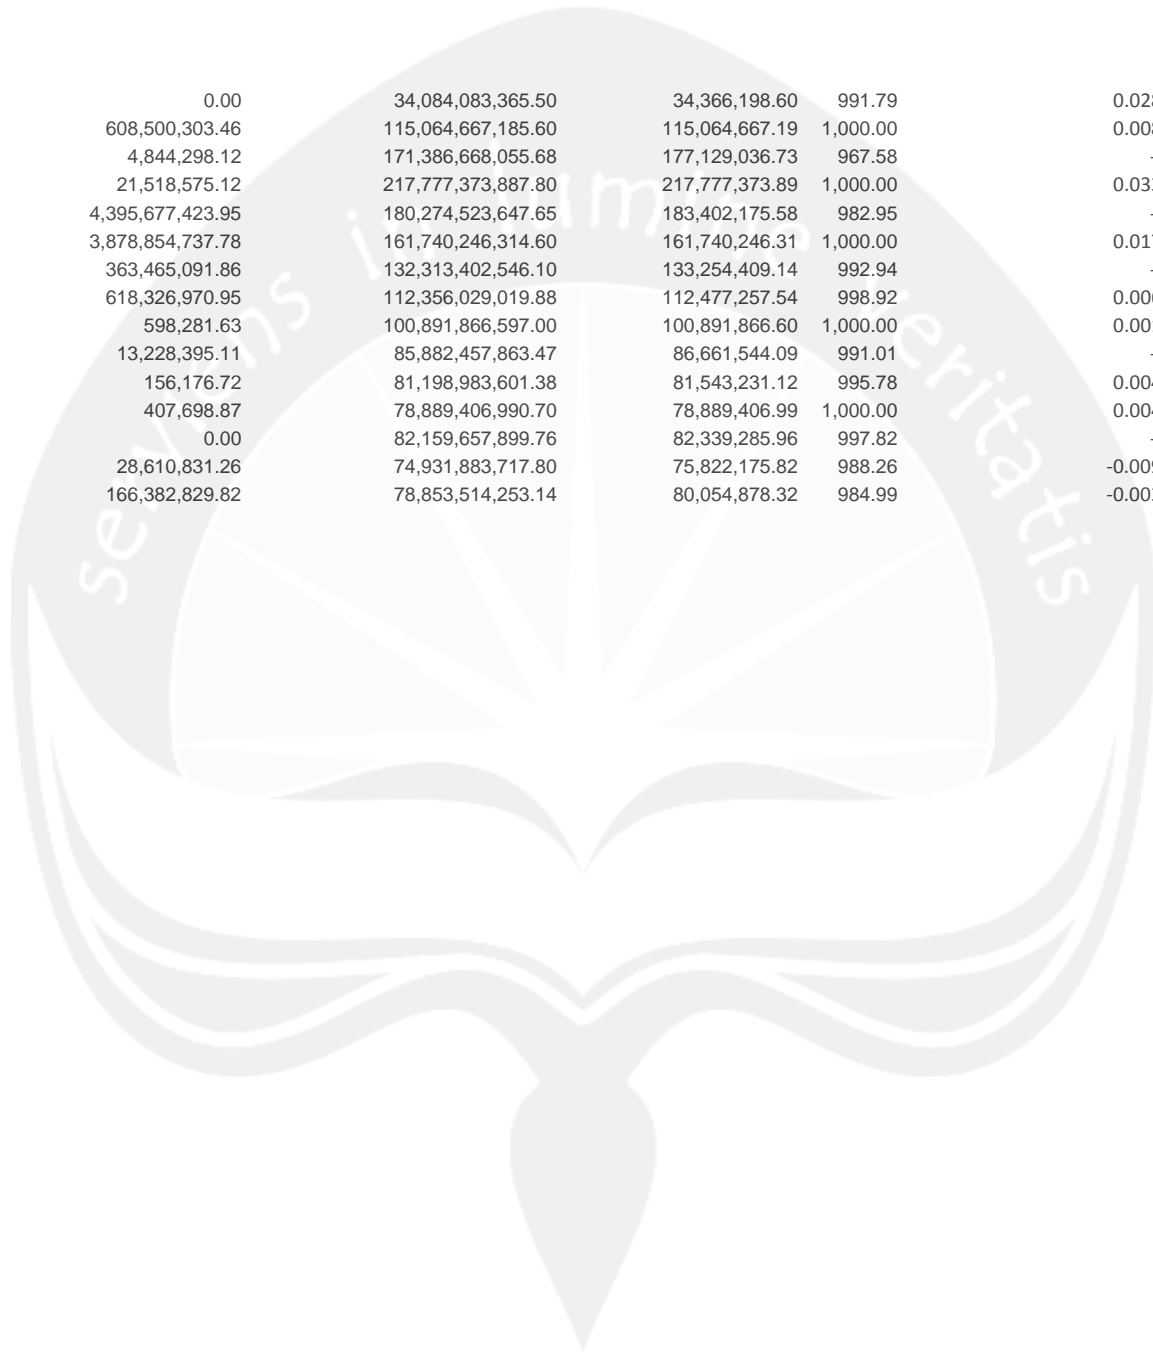 serviens in lumine veritatis
0.00 34,084,083,365.50 34,366,198.60 991.79
608,500,303.46 115,064,667,185.60 115,064,667.19 1,000.00
4,844,298.12 171,386,668,055.68 177,129,036.73 967.58 -
21,518,575.12 217,777,373,887.80 217,777,373.89 1,000.00
4,395,677,423.95 180,274,523,647.65 183,402,175.58 982.95 -
3,878,854,737.78 161,740,246,314.60 161,740,246.31 1,000.00
363,465,091.86 132,313,402,546.10 133,254,409.14 992.94 -
618,326,970.95 112,356,029,019.88 112,477,257.54 998.92
598,281.63 100,891,866,597.00 100,891,866.60 1,000.00
13,228,395.11 85,882,457,863.47 86,661,544.09 991.01 -
156,176.72 81,198,983,601.38 81,543,231.12 995.78
407,698.87 78,889,406,990.70 78,889,406.99 1,000.00
0.00 82,159,657,899.76 82,339,285.96 997.82 -
28,610,831.26 74,931,883,717.80 75,822,175.82 988.26
166,382,829.82 78,853,514,253.14 80,054,878.32 984.99